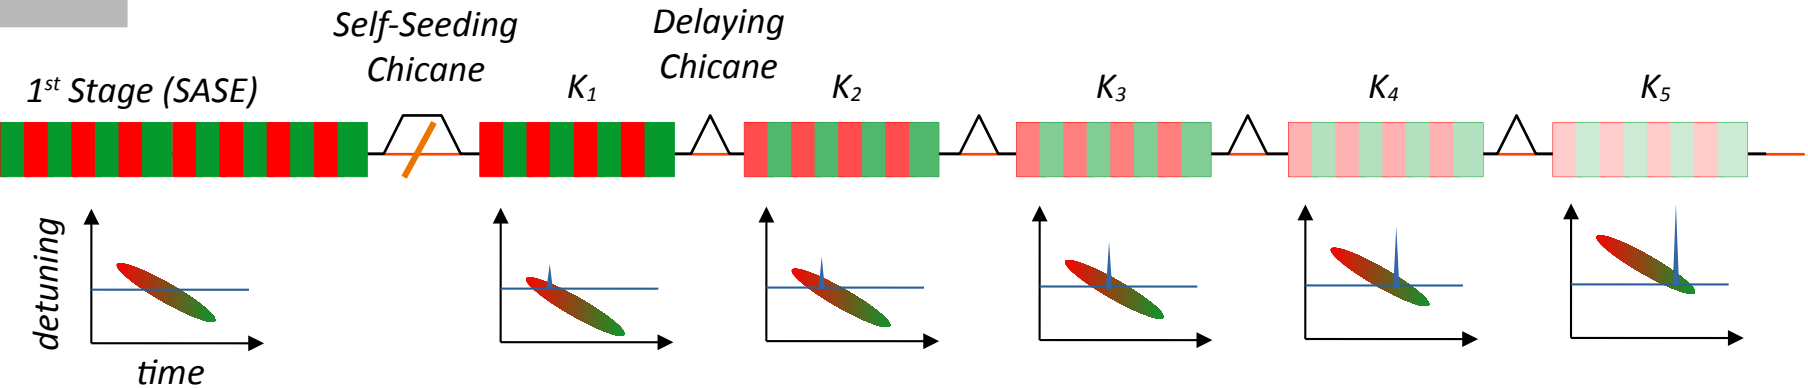 Self-Seeding
Chicane
Delaying
Chicane
1st Stage (SASE)
K1
K2
K3
K4
K5
detuning
time